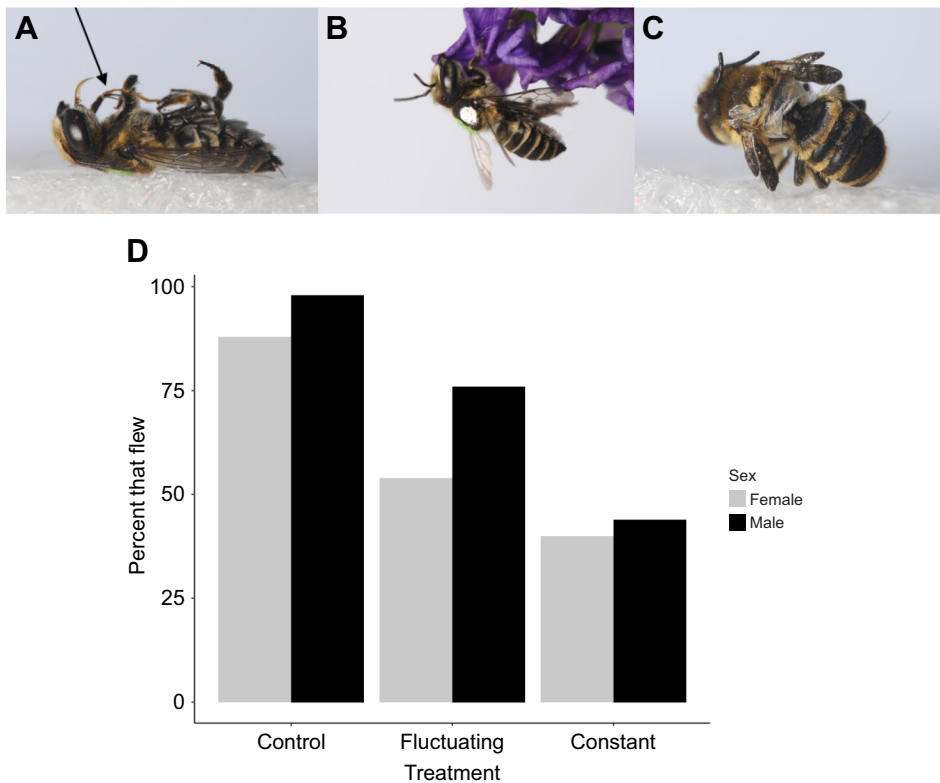 A
B
C
D
100
75
50
25
0
Percent that flew
Control
Fluctuating
Constant
Treatment
Sex
Female
Male